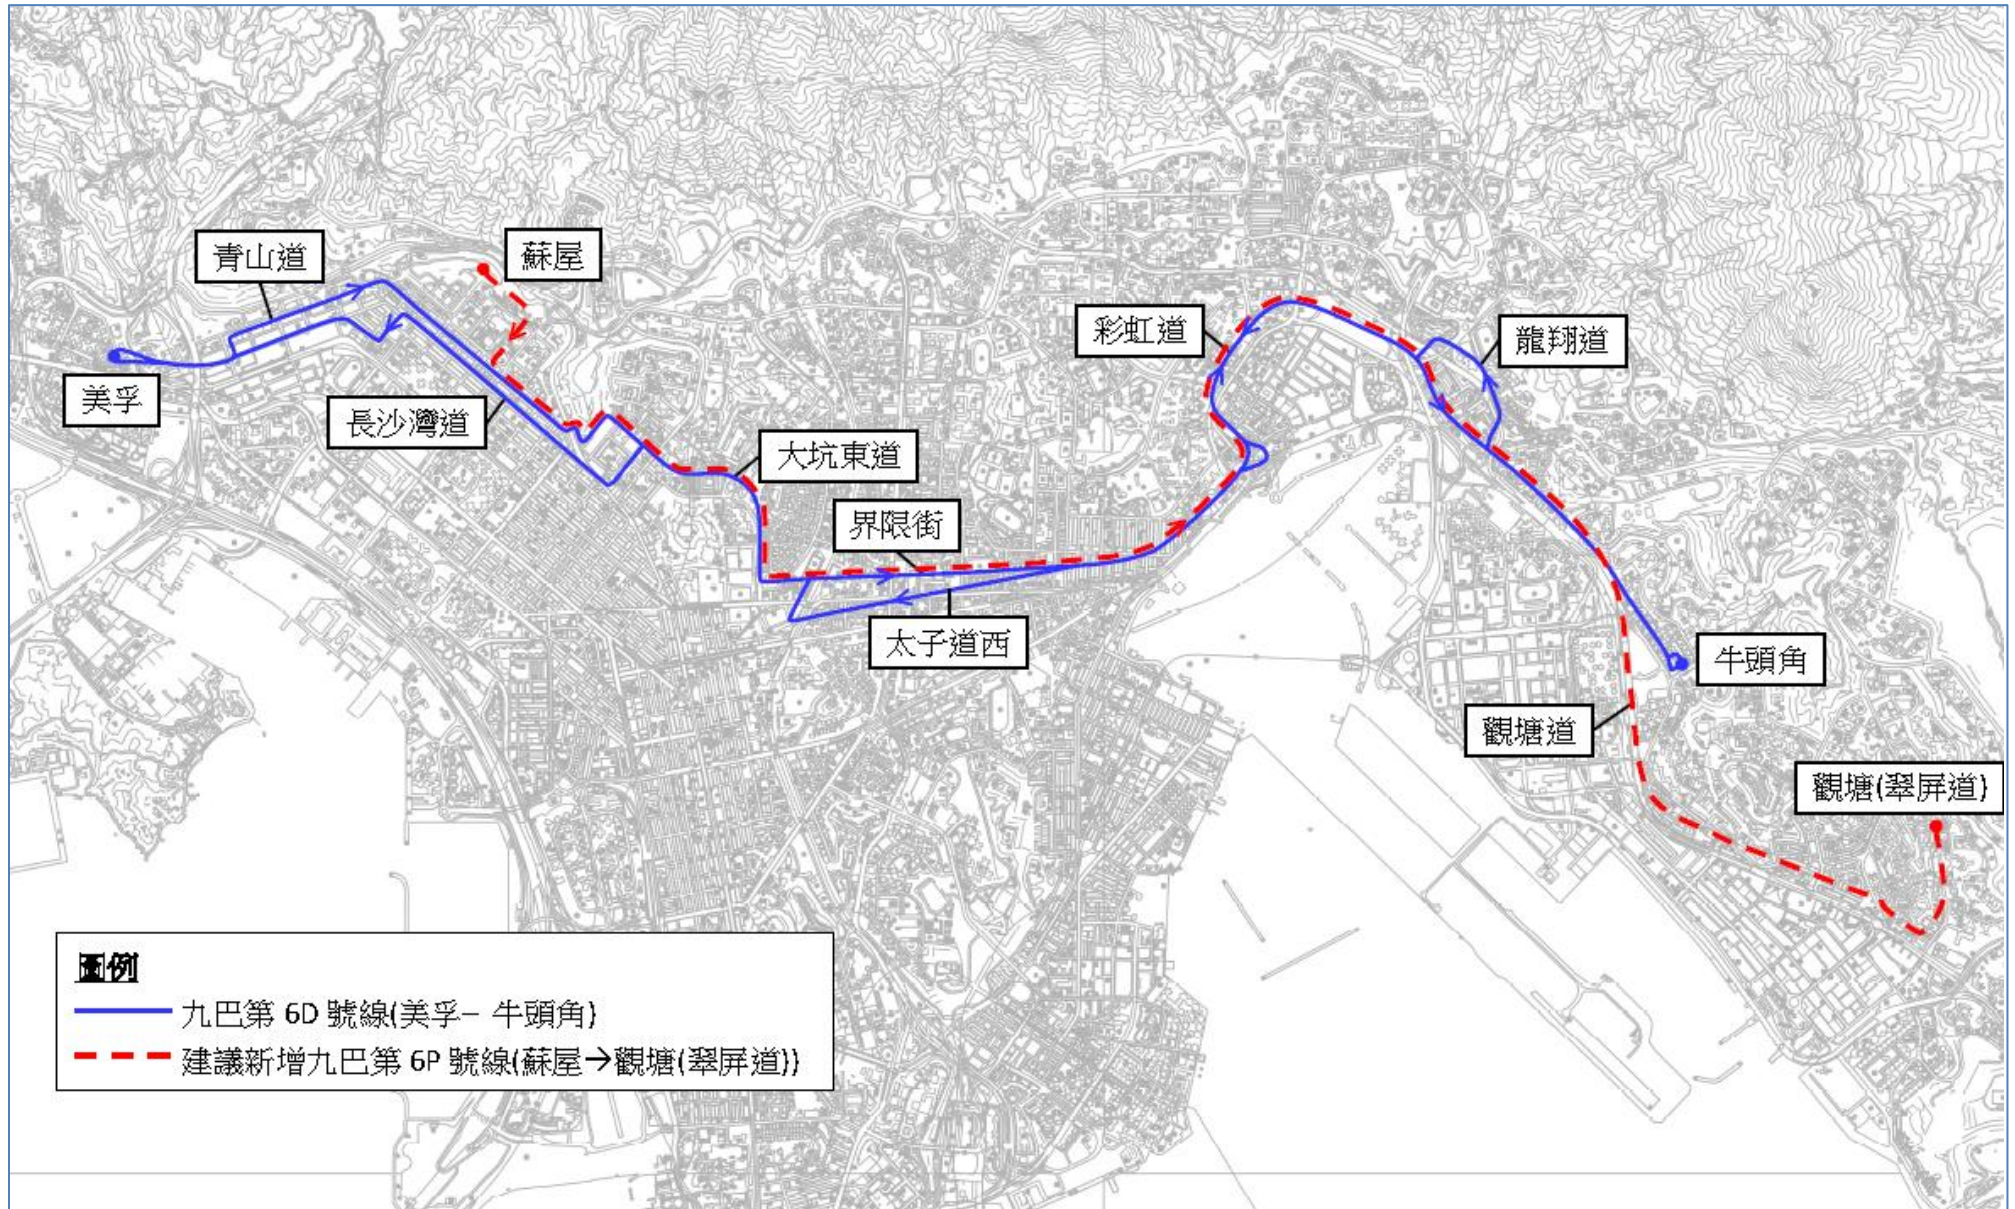 青山道
蘇屋
美孚
長沙灣道
大坑東道
界限街
太子道西
彩虹道
龍翔道
牛頭角
觀塘道
觀塘(翠屏道)
圖例
九巴第 6D 號線(美孚– 牛頭角)
建議新增九巴第 6P 號線(蘇屋→觀塘(翠屏道))